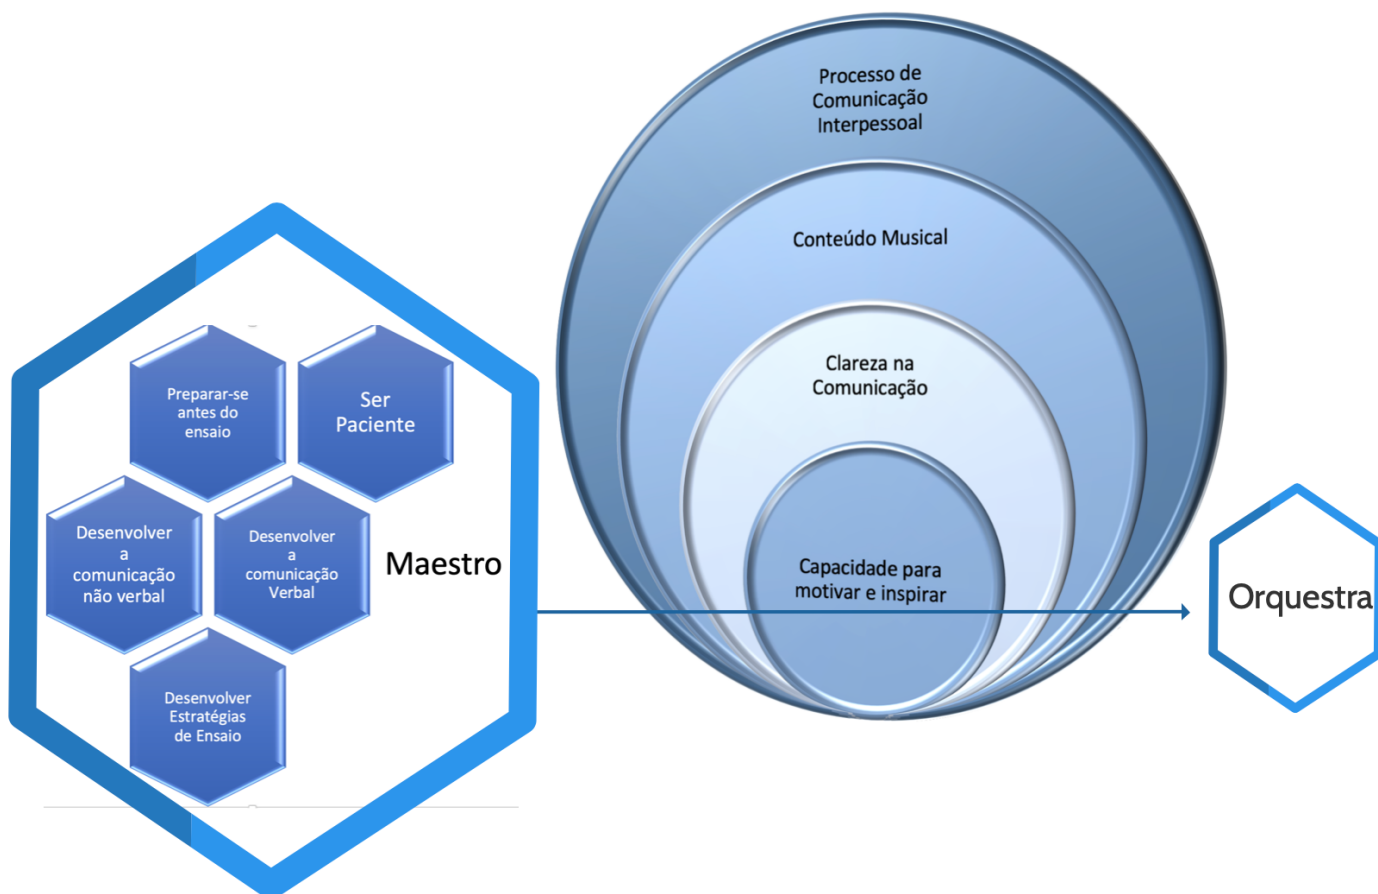 Preparar-se
antes do
ensaio
Ser
Paciente
Desenvolver
a
comunicação
não verbal
Desenvolver
a
comunicação
Verbal
Desenvolver
Estratégias
de Ensaio
Maestro
Processo de
Comunicação
Interpessoal
Conteúdo Musical
Clareza na
Comunicação
Capacidade para
motivar e inspirar
Orquestra